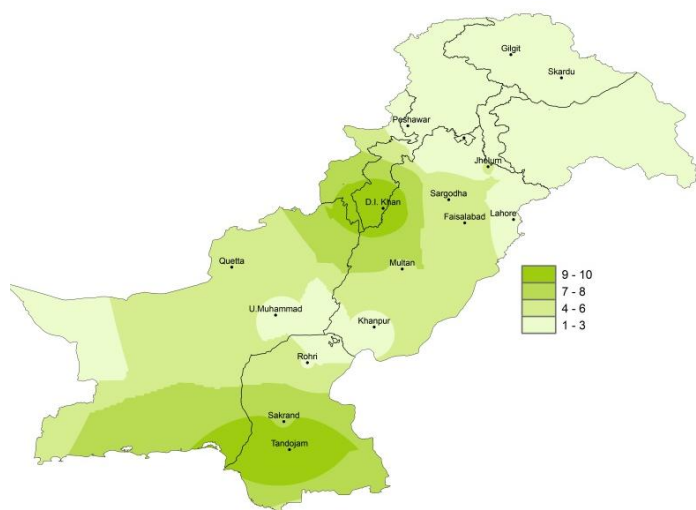 Gilgit
Skardu
Peshawar
Jhelum
Sargodha
D.I. Khan
Faisalabad
Lahore
Quetta
Multan
9 - 10
7 - 8
4 - 6
1 - 3
U.Muhammad
Khanpur
Rohri
Sakrand
Tandojam